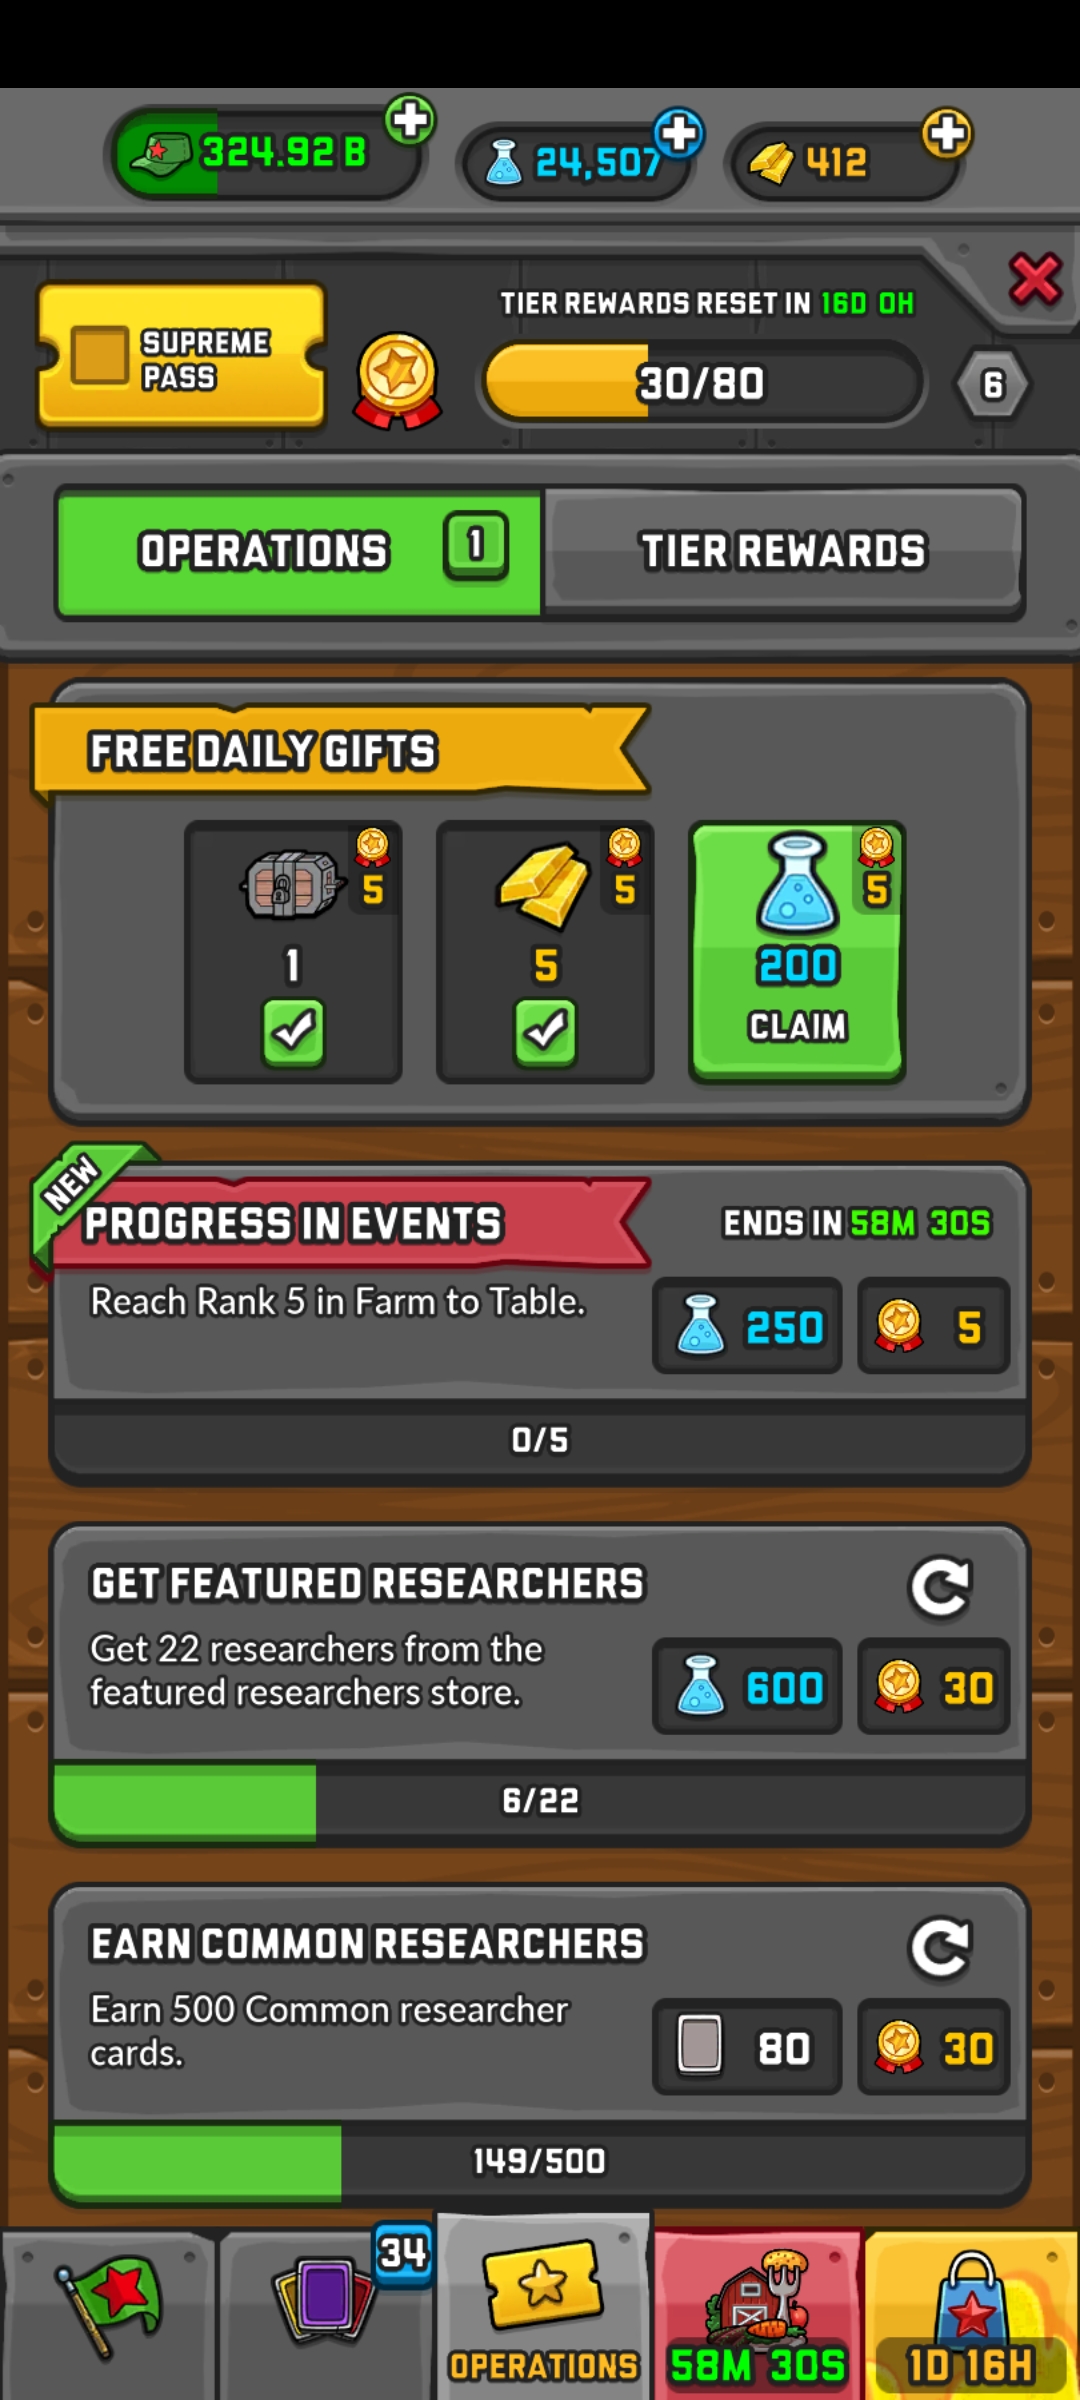 324.92 B
24,507
412
TIER REWARDS RESET IN 16D 0H
SUPREME
PASS
30/80
6
OPERATIONS
1
TIER REWARDS
FREE DAILY GIFTS
5
5
5
1
5
200
CLAIM
NEW
PROGRESS IN EVENTS
ENDS IN 58M 30S
Reach Rank 5 in Farm to Table.
250
5
0/5
GET FEATURED RESEARCHERS
Get 22 researchers from the
featured researchers store.
600
30
6/22
EARN COMMON RESEARCHERS
Earn 500 Common researcher
cards.
80
30
149/500
34
OPERATIONS
58M 30S
1D 16H